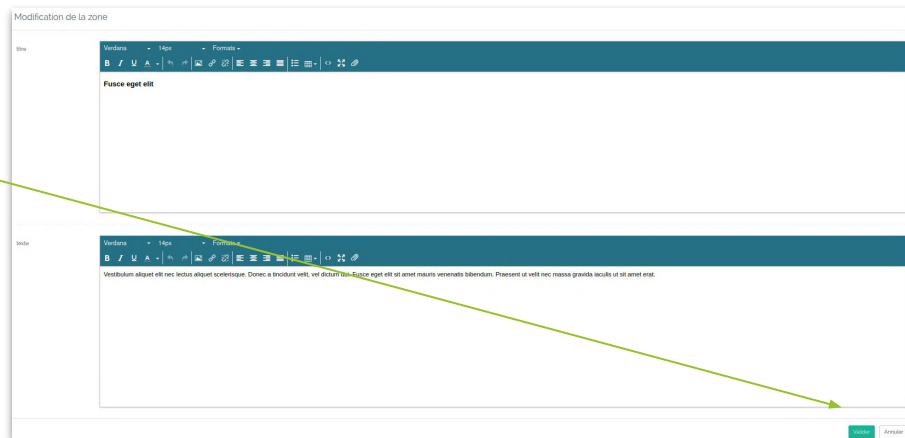 Modification de la zone
titre
Verdana 14px Formats
B I U A
Fusce eget elit
texte
Verdana 14px Formats
B I U A
Vestibulum aliquet elit nec lectus aliquet scelerisque. Donec a tincidunt velit, vel dictum dui. Fusce eget elit sit amet mauris venenatis bibendum. Praesent ut velit nec massa gravida iaculis ut sit amet erat.
Valider Annuler